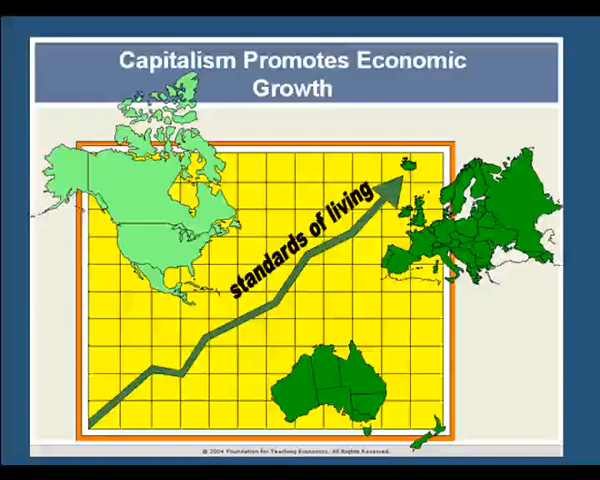 Capitalism Promotes Economic
Growth
standards of living
© 2004 Foundation for Teaching Economics. All Rights Reserved.